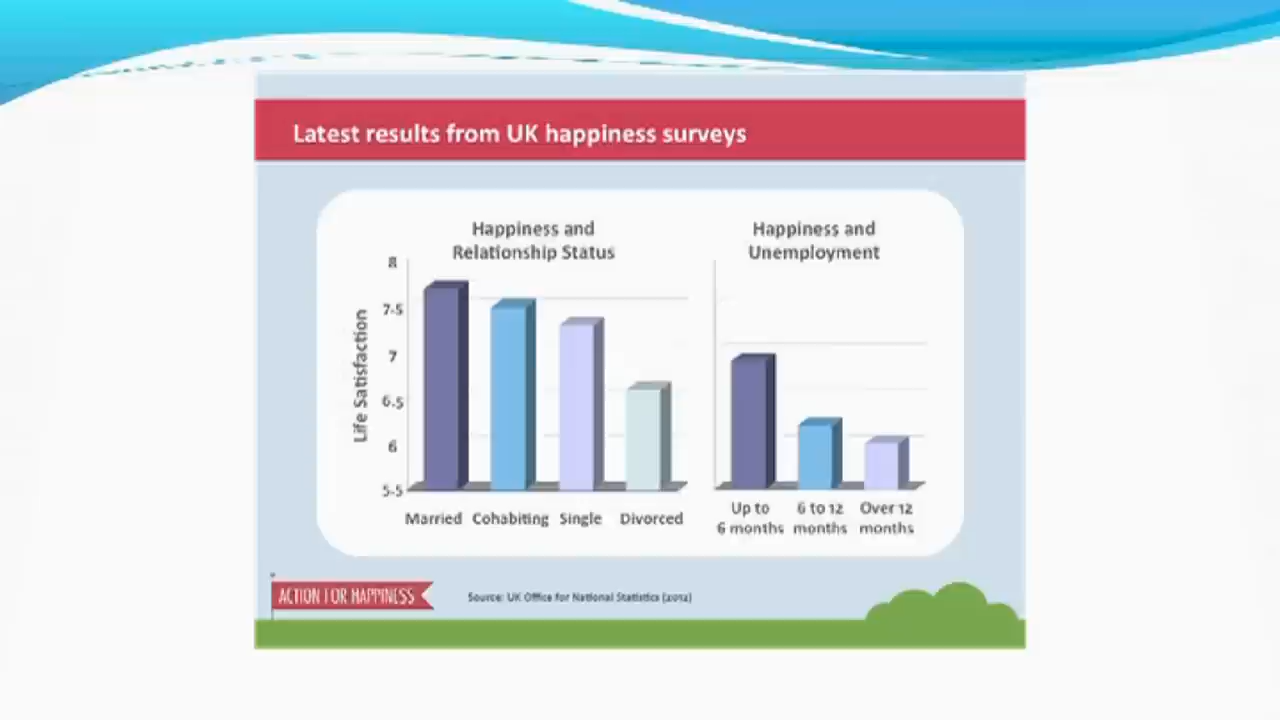 Latest results from UK happiness surveys
Happiness and
Relationship Status
Happiness and
Unemployment
Life Satisfaction
8
7.5
7
6.5
6
5.5
Married Cohabiting Single Divorced
Up to
6 months
6 to 12
months
Over 12
months
ACTION FOR HAPPINESS
Source: UK Office for National Statistics (2012)